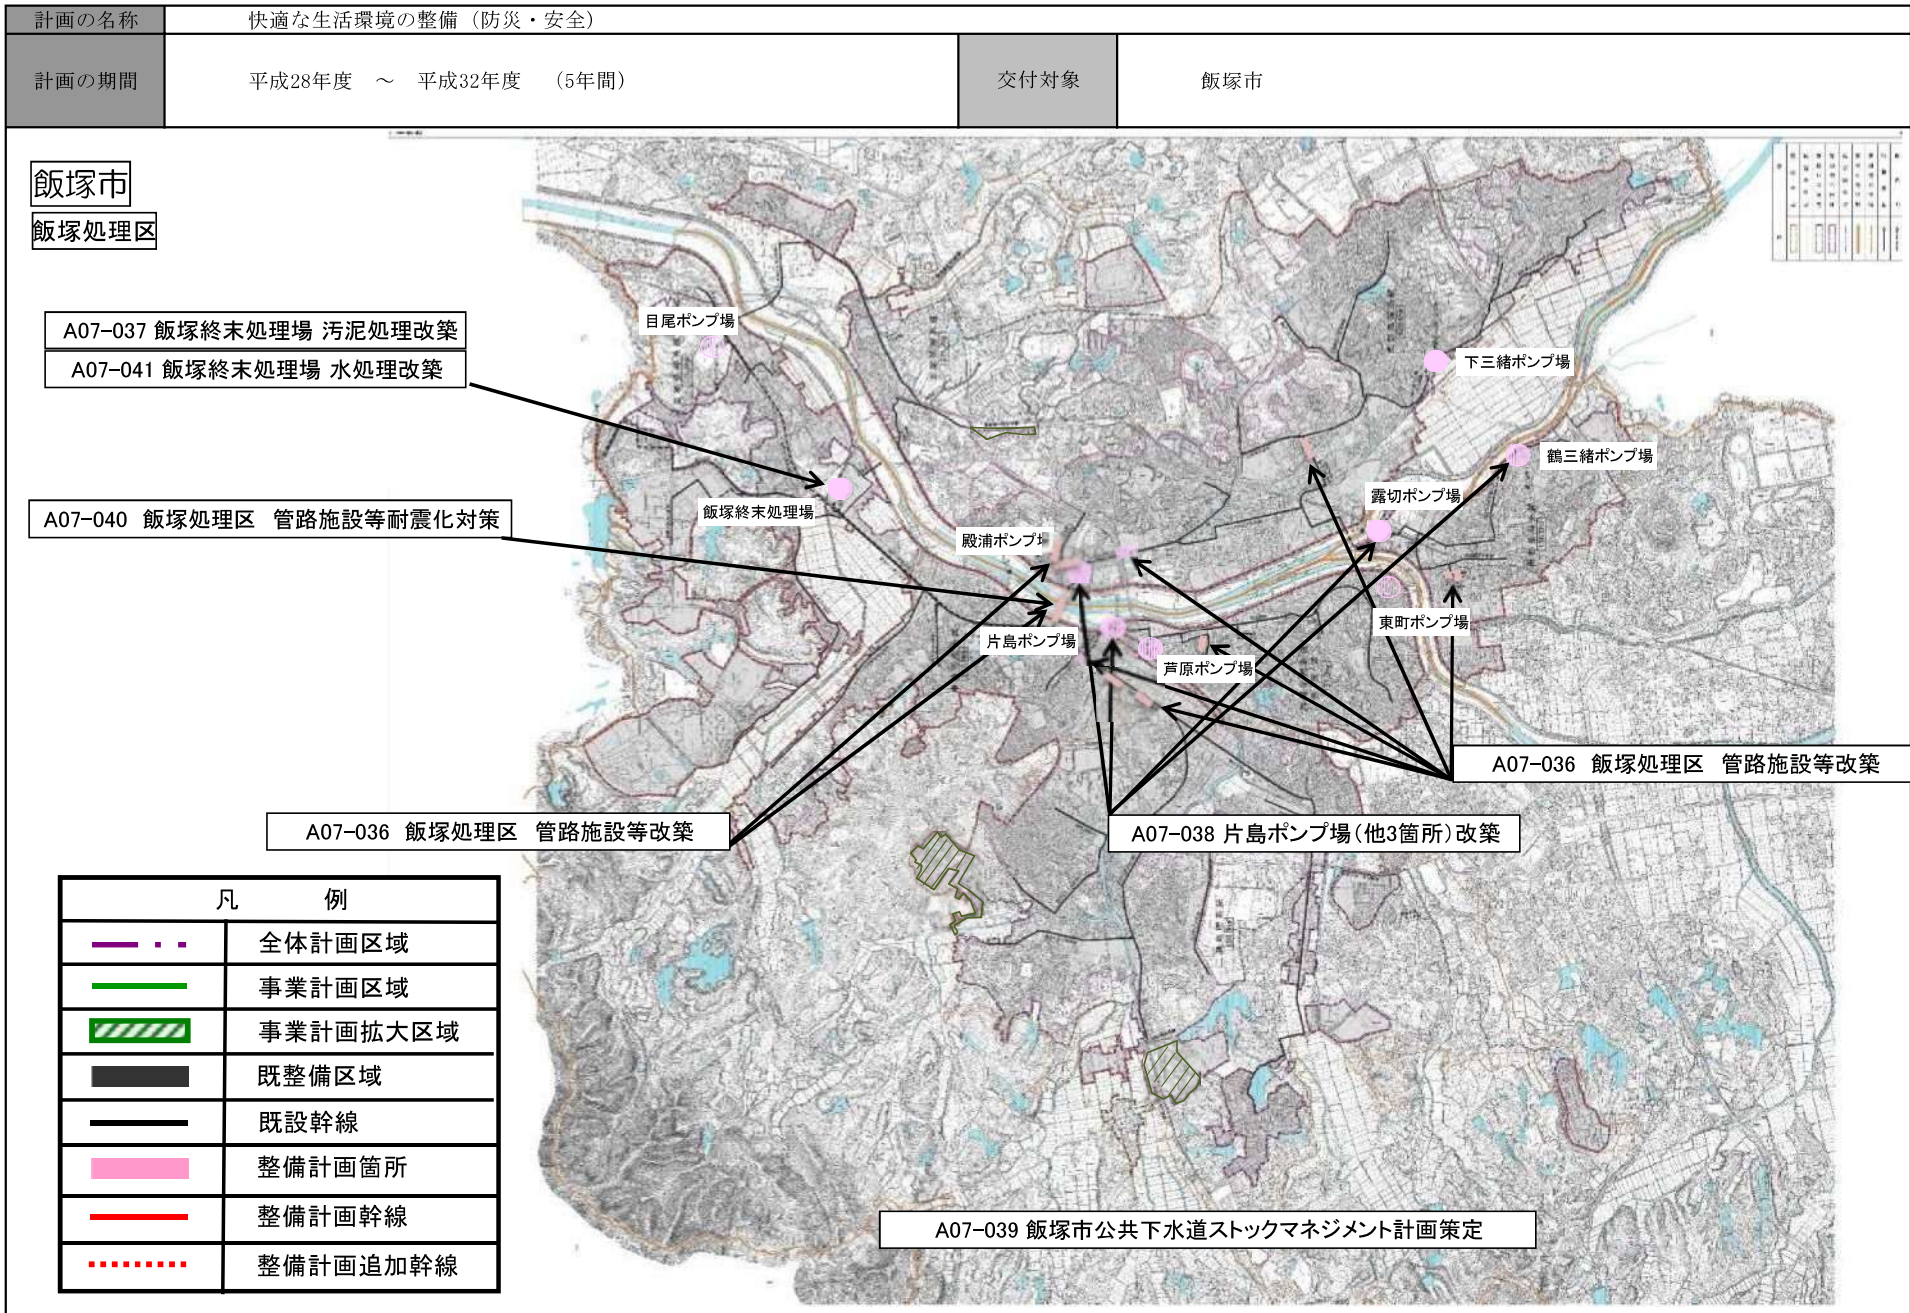 計画の名称 快適な生活環境の整備（防災・安全）
計画の期間 平成28年度 ～ 平成32年度 （5年間） 交付対象 飯塚市
飯塚市
飯塚処理区
A07-037 飯塚終末処理場 汚泥処理改築
A07-041 飯塚終末処理場 水処理改築
目尾ポンプ場
下三緒ポンプ場
鶴三緒ポンプ場
露切ポンプ場
飯塚終末処理場
A07-040 飯塚処理区 管路施設等耐震化対策
殿浦ポンプ場
片島ポンプ場
東町ポンプ場
芦原ポンプ場
A07-036 飯塚処理区 管路施設等改築
A07-036 飯塚処理区 管路施設等改築
A07-038 片島ポンプ場（他3箇所）改築
凡 例
全体計画区域
事業計画区域
事業計画拡大区域
既整備区域
既設幹線
整備計画箇所
整備計画幹線
整備計画追加幹線
A07-039 飯塚市公共下水道ストックマネジメント計画策定